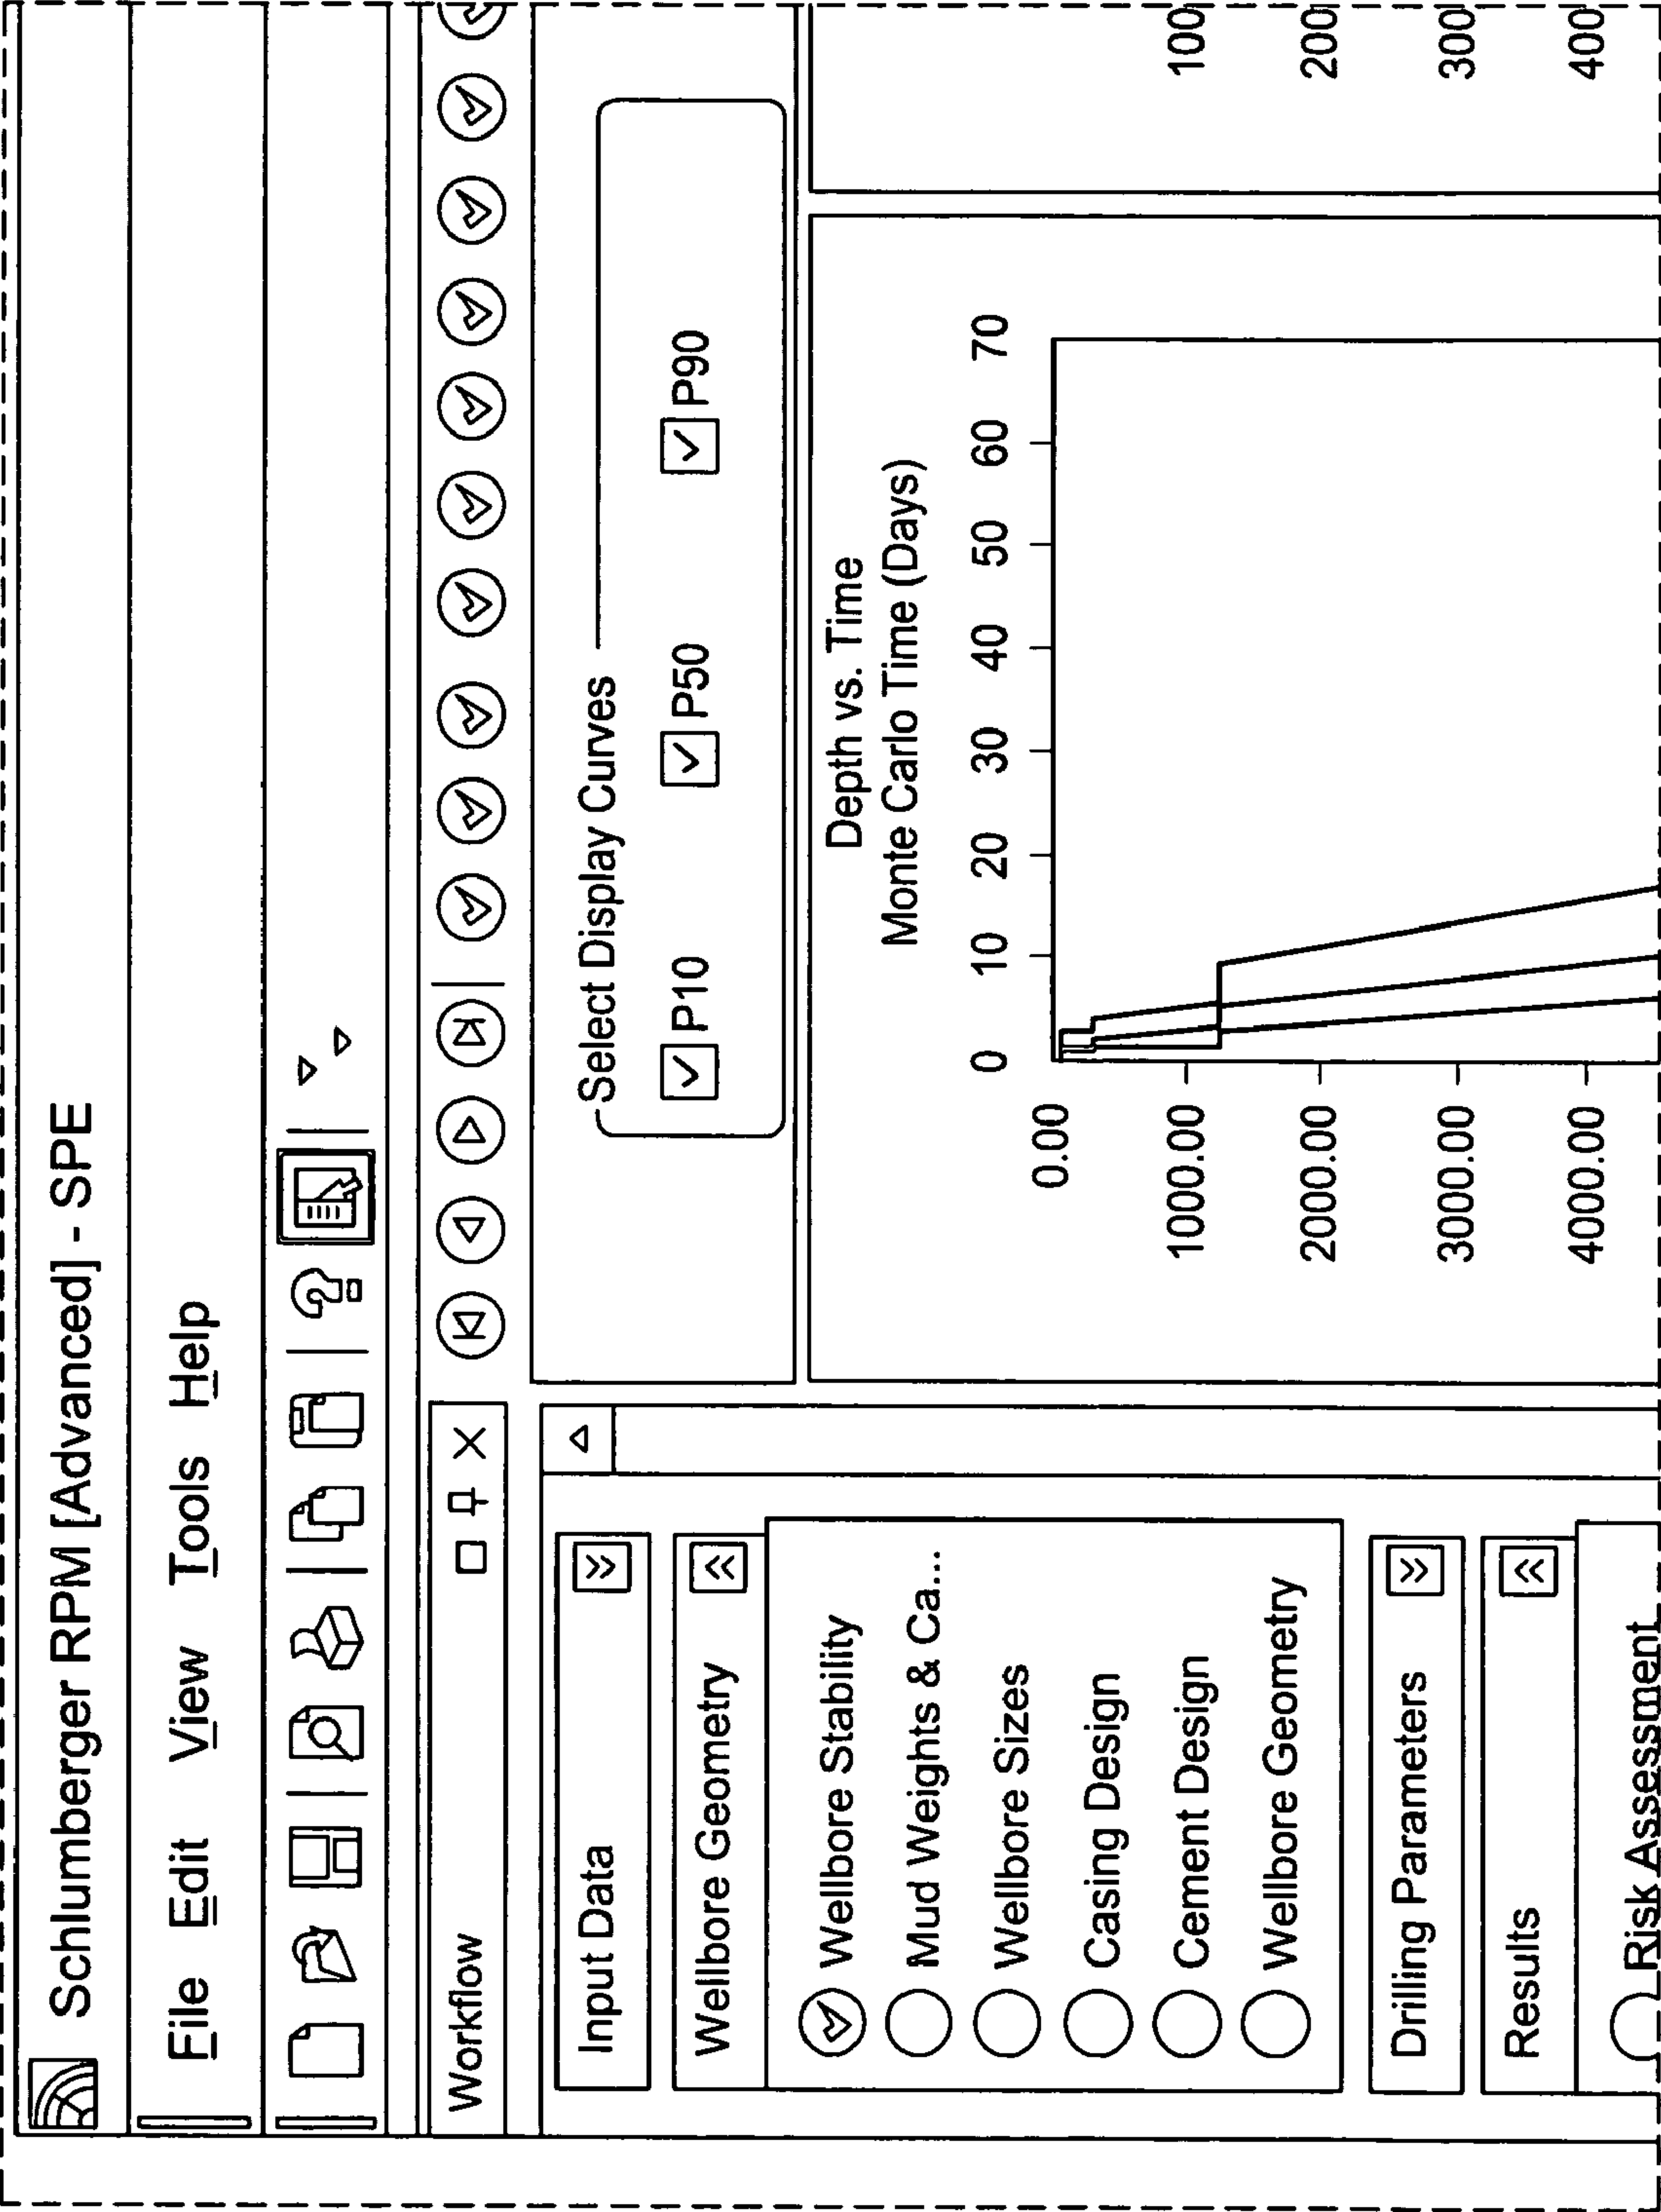 Schlumberger RPM [Advanced] - SPE
File Edit View Tools Help
Workflow
Input Data
Wellbore Geometry
Wellbore Stability
Mud Weights & Ca...
Wellbore Sizes
Casing Design
Cement Design
Wellbore Geometry
Drilling Parameters
Results
Risk Assessment
Select Display Curves
P10 P50 P90
Depth vs. Time
Monte Carlo Time (Days)
0 10 20 30 40 50 60 70
0.00
1000.00
2000.00
3000.00
4000.00
100
200
300
400